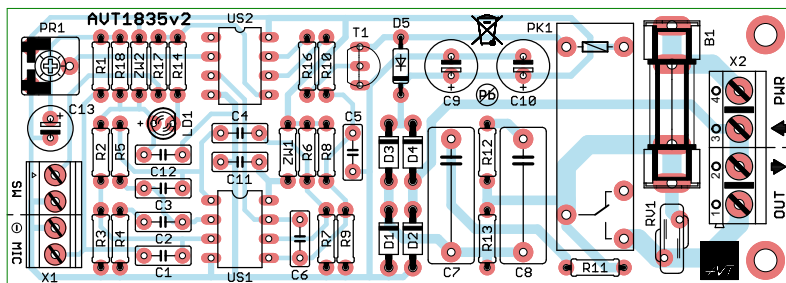 AVT1835v2
PR1
US2
T1
D5
PK1
B1
X2
R1
R18
ZW2
R17
R14
R16
R10
C9
Pb
C10
4
PWR
C13
+
LD1
C4
C5
3
R2
R5
C12
C11
ZW1
R6
R8
D3
D4
R12
2
SW
C3
RV1
OUT
1
MIC
R3
R4
C2
R7
R9
D1
D2
R13
X1
C1
US1
C6
C7
C8
R11
AVT